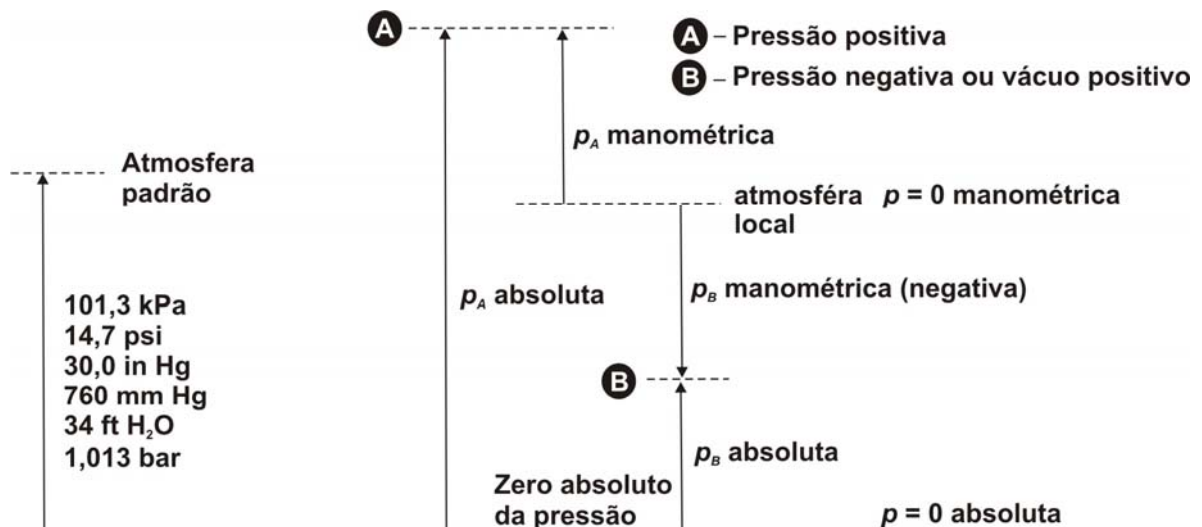 A
A – Pressão positiva
B – Pressão negativa ou vácuo positivo
p_A manométrica
Atmosfera
padrão
atmosféra p = 0 manométrica
local
101,3 kPa
14,7 psi
30,0 in Hg
760 mm Hg
34 ft H₂O
1,013 bar
p_A absoluta
p_B manométrica (negativa)
B
p_B absoluta
Zero absoluto
da pressão
p = 0 absoluta